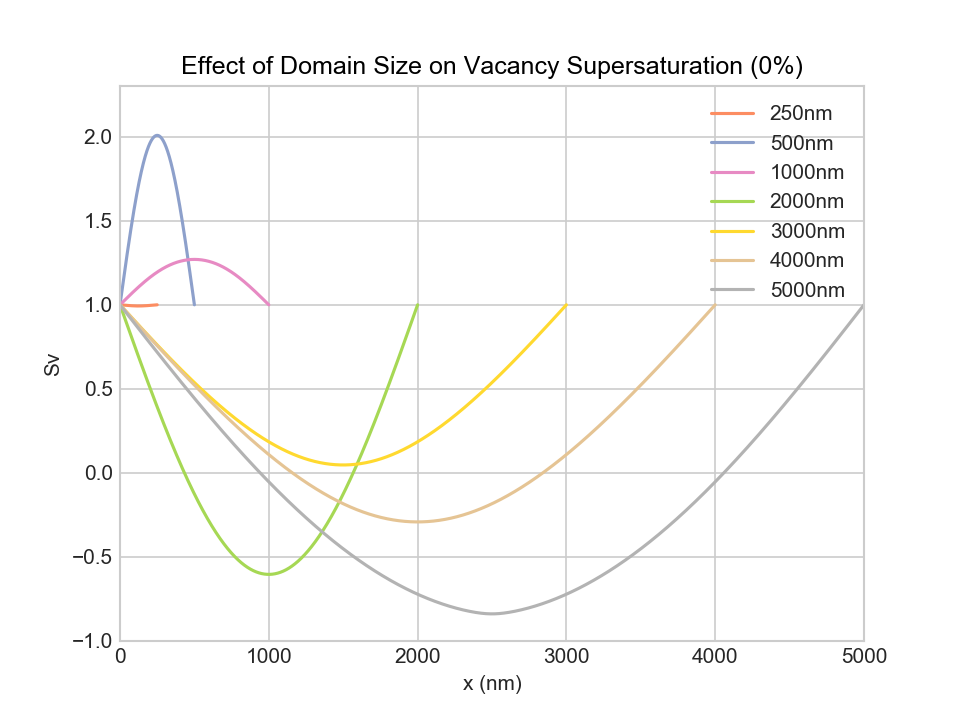 Effect of Domain Size on Vacancy Supersaturation (0%)
250nm
500nm
1000nm
2000nm
3000nm
4000nm
5000nm
2.0
1.5
1.0
0.5
0.0
−0.5
−1.0
Sv
0 1000 2000 3000 4000 5000
x (nm)